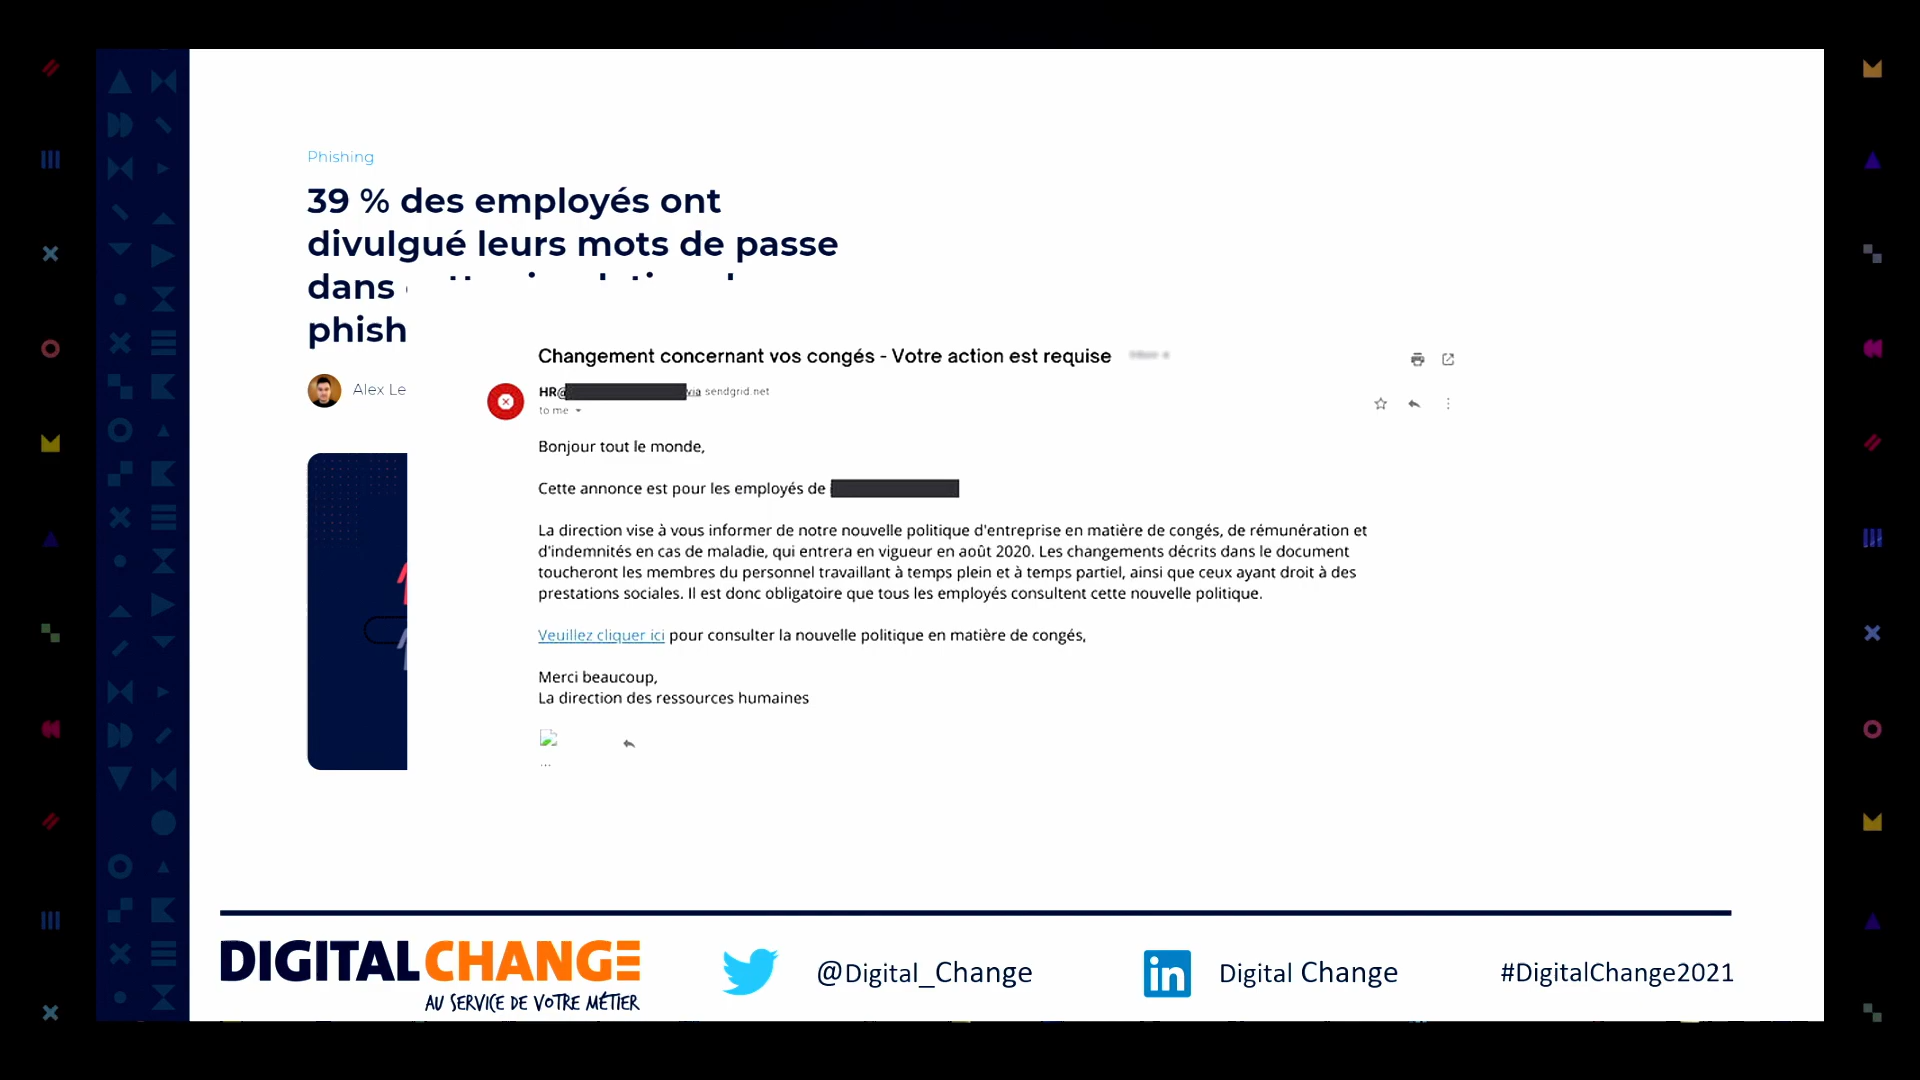 Phishing
39 % des employés ont
divulgué leurs mots de passe
dans
phish
Alex Le
Changement concernant vos congés - Votre action est requise
HR@ via sendgrid.net
to me
Bonjour tout le monde,
Cette annonce est pour les employés de
La direction vise à vous informer de notre nouvelle politique d'entreprise en matière de congés, de rémunération et
d'indemnités en cas de maladie, qui entrera en vigueur en août 2020. Les changements décrits dans le document
toucheront les membres du personnel travaillant à temps plein et à temps partiel, ainsi que ceux ayant droit à des
prestations sociales. Il est donc obligatoire que tous les employés consultent cette nouvelle politique.
Veuillez cliquer ici pour consulter la nouvelle politique en matière de congés,
Merci beaucoup,
La direction des ressources humaines
...
DIGITALCHANGE
AU SERVICE DE VOTRE MÉTIER
@Digital_Change
in
Digital Change
#DigitalChange2021